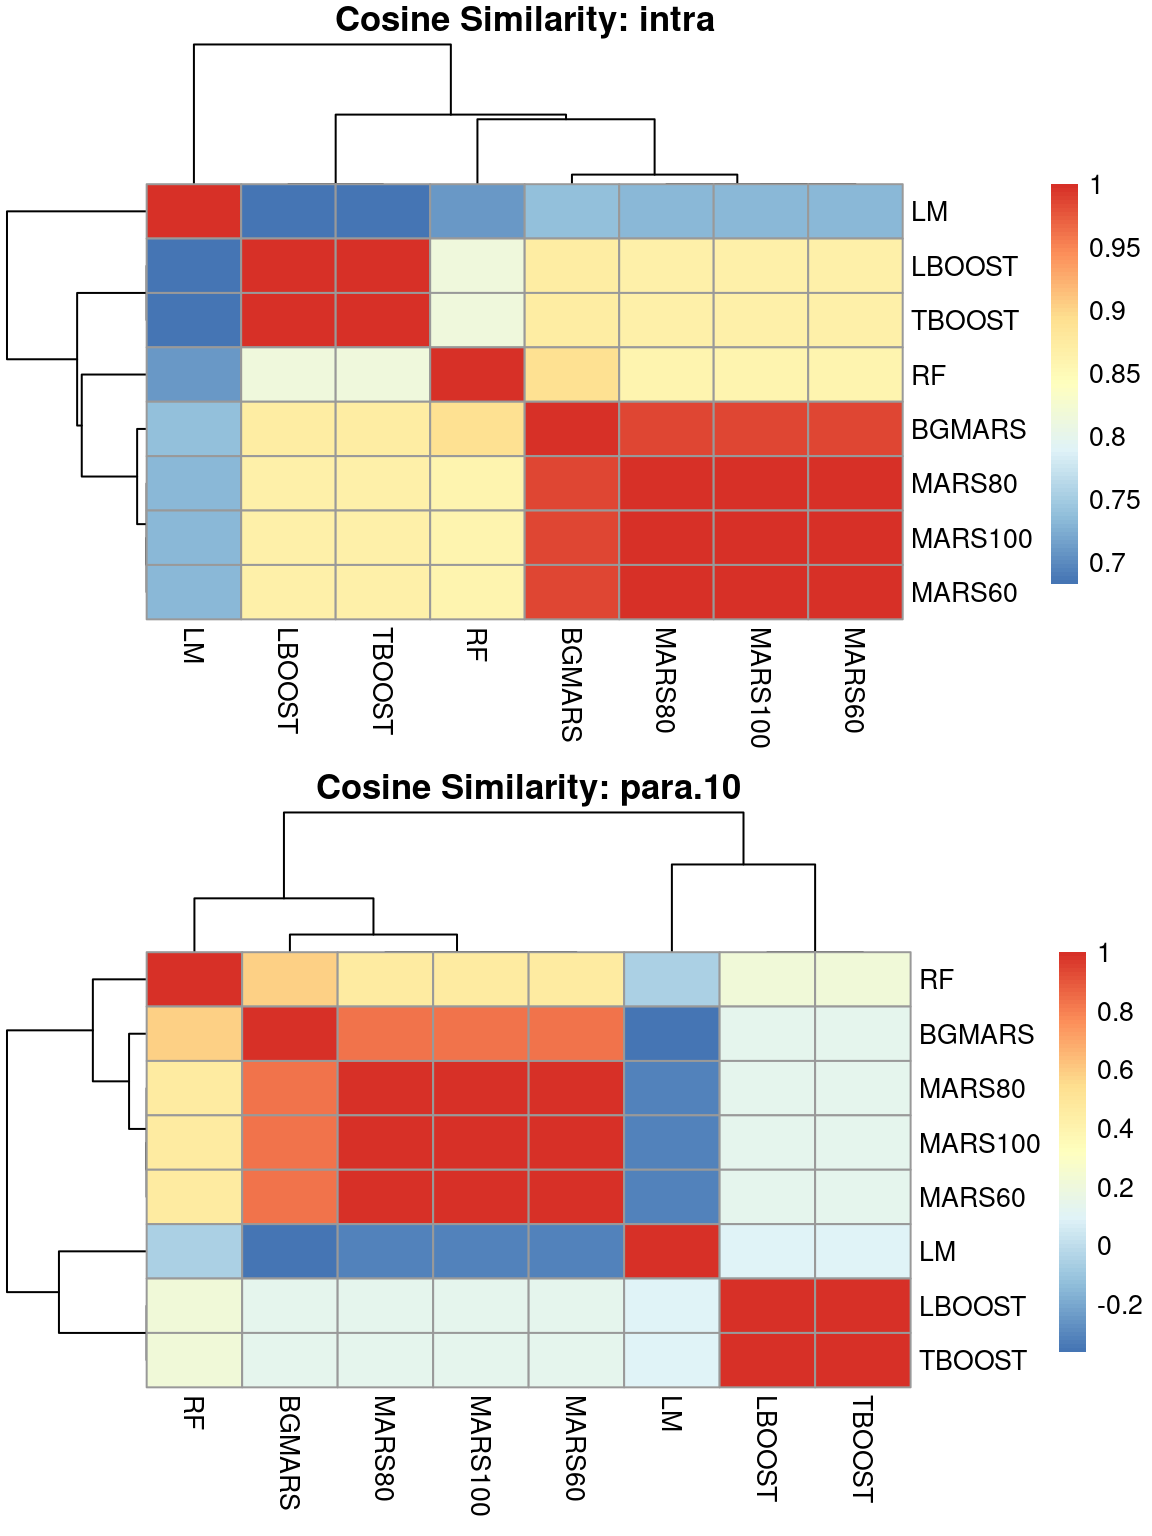 Cosine Similarity: intra
1
LM
0.95
LBOOST
0.9
TBOOST
0.85
RF
0.8
BGMARS
0.75
MARS80
0.7
MARS100
MARS60
LM
LBOOST
TBOOST
RF
BGMARS
MARS80
MARS100
MARS60
Cosine Similarity: para.10
1
RF
0.8
BGMARS
0.6
MARS80
0.4
MARS100
0.2
MARS60
0
LM
-0.2
LBOOST
TBOOST
RF
BGMARS
MARS80
MARS100
MARS60
LM
LBOOST
TBOOST